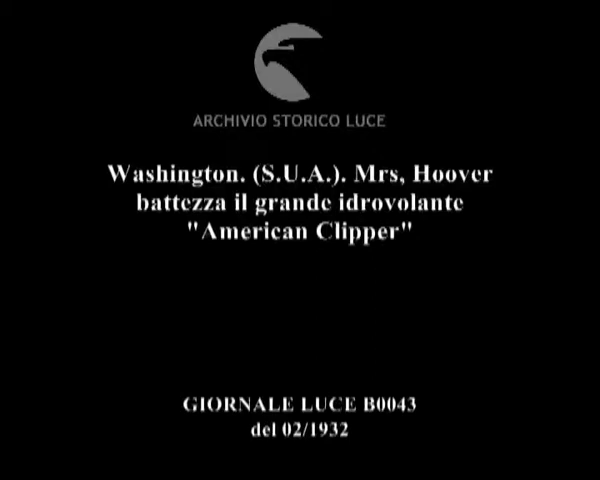 ARCHIVIO STORICO LUCE
Washington. (S.U.A.). Mrs, Hoover
battezza il grande idrovolante
"American Clipper"
GIORNALE LUCE B0043
del 02/1932